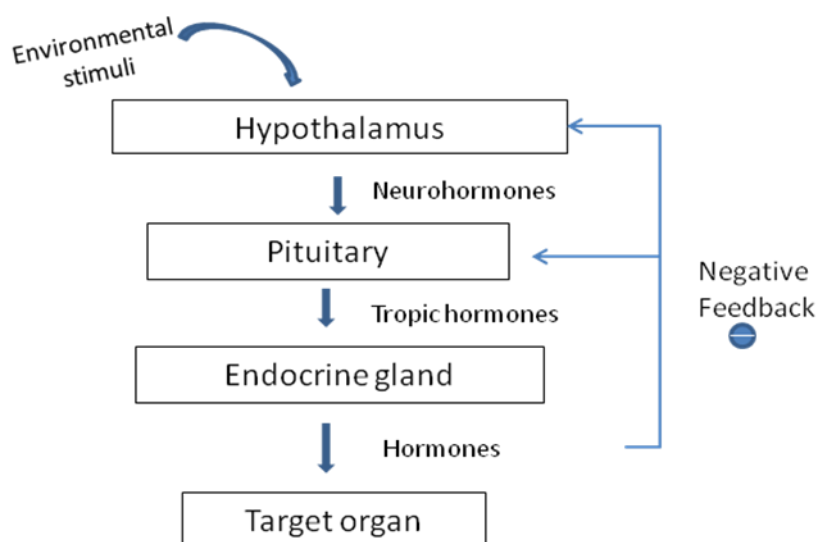 Environmental
stimuli
Hypothalamus
Neurohormones
Pituitary
Tropic hormones
Negative
Feedback
Endocrine gland
Hormones
Target organ